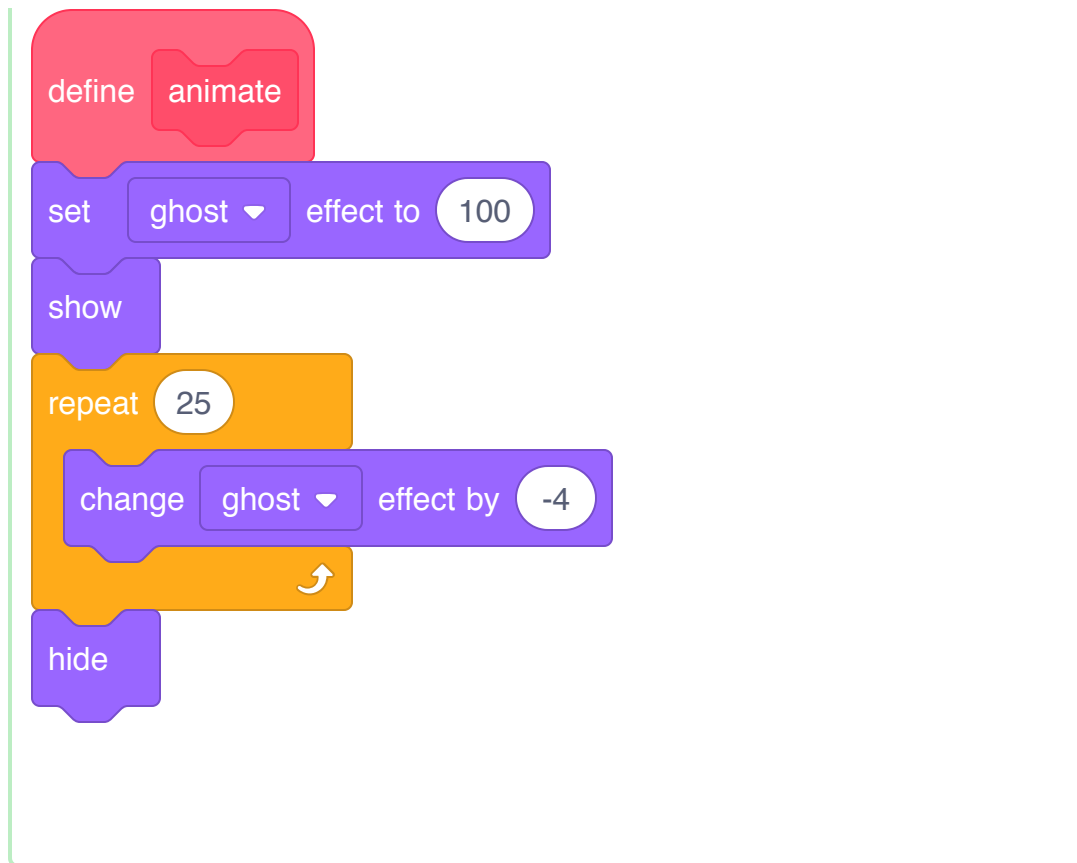 define animate
set ghost effect to 100
show
repeat 25
change ghost effect by -4
hide